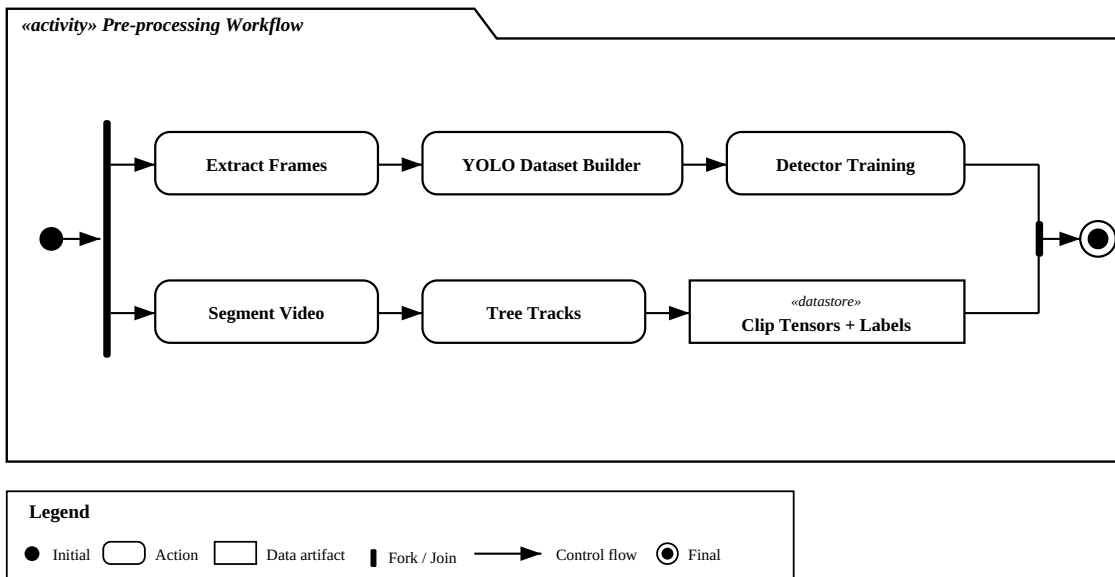 «activity» Pre-processing Workflow
Extract Frames
YOLO Dataset Builder
Detector Training
Segment Video
Tree Tracks
«datastore»
Clip Tensors + Labels
Legend
Initial
Action
Data artifact
Fork / Join
Control flow
Final